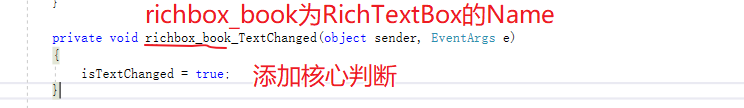 }
richbox_book为RichTextBox的Name
private void richbox_book_TextChanged(object sender, EventArgs e)
{
isTextChanged = true;
添加核心判断
}